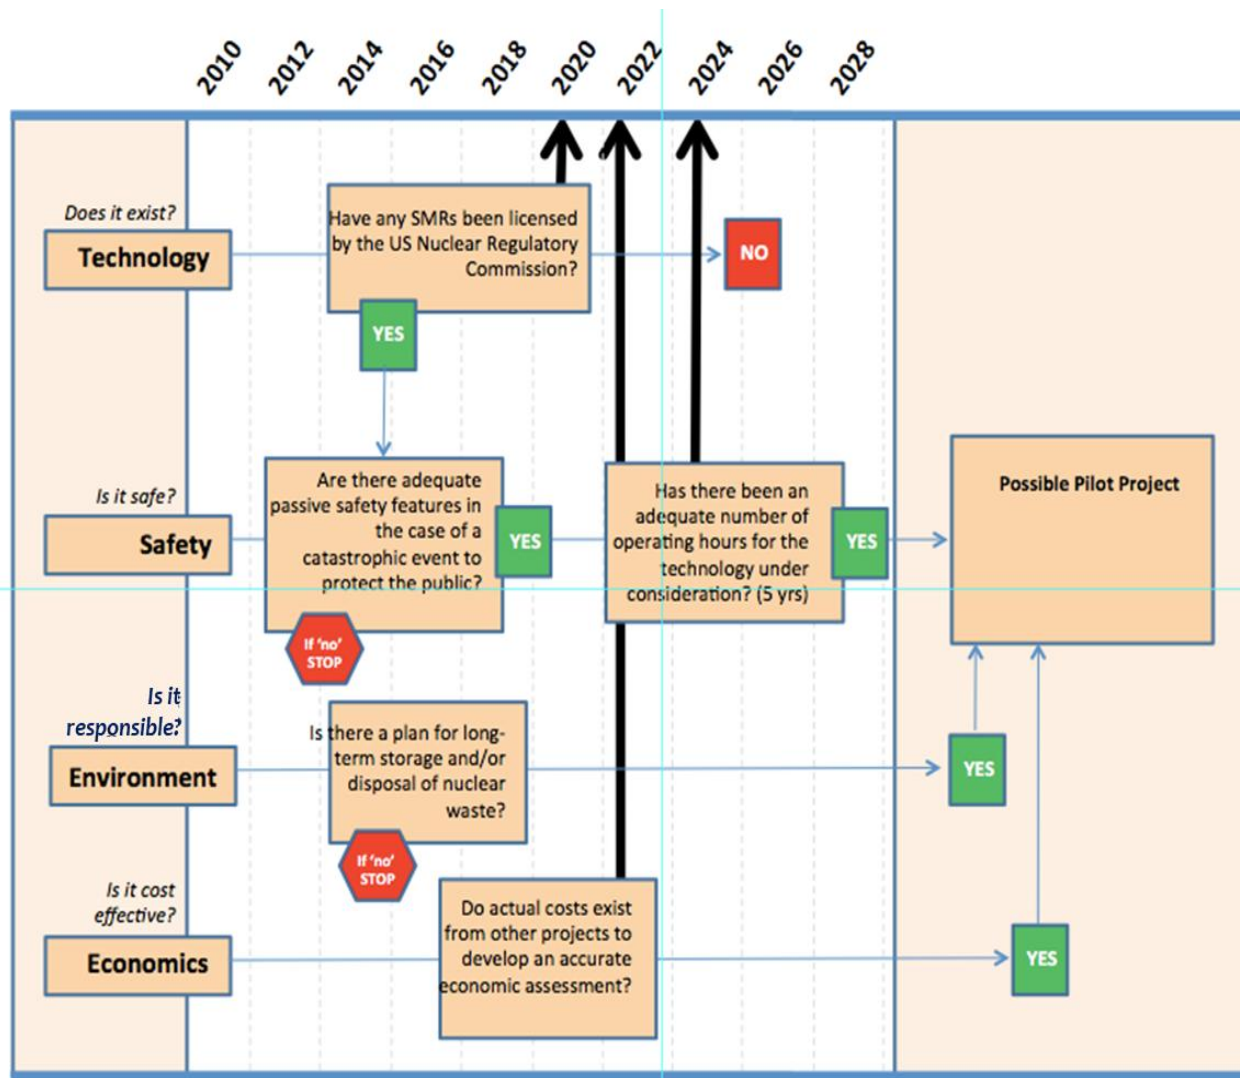 2010 2012 2014 2016 2018 2020 2022 2024 2026 2028
Does it exist?
Technology
Have any SMRs been licensed
by the US Nuclear Regulatory
Commission?
NO
YES
Is it safe?
Safety
Are there adequate
passive safety features in
the case of a
catastrophic event to
protect the public?
If 'no'
STOP
YES
Has there been an
adequate number of
operating hours for the
technology under
consideration? (5 yrs)
YES
Possible Pilot Project
Is it
responsible?
Environment
Is there a plan for long-
term storage and/or
disposal of nuclear
waste?
If 'no'
STOP
YES
Is it cost
effective?
Economics
Do actual costs exist
from other projects to
develop an accurate
economic assessment?
YES